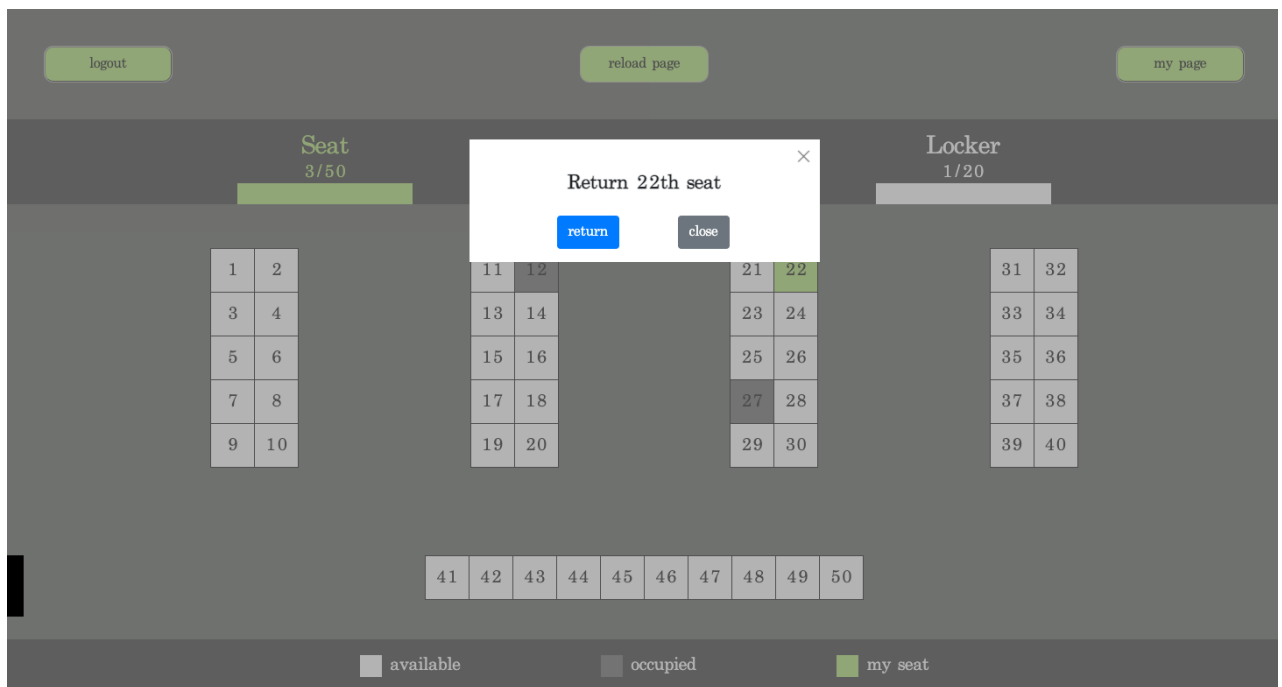 logout reload page my page
Seat Locker
3/50 1/20
Return 22th seat
return close
1 2 11 12 21 22 31 32
3 4 13 14 23 24 33 34
5 6 15 16 25 26 35 36
7 8 17 18 27 28 37 38
9 10 19 20 29 30 39 40
41 42 43 44 45 46 47 48 49 50
available occupied my seat